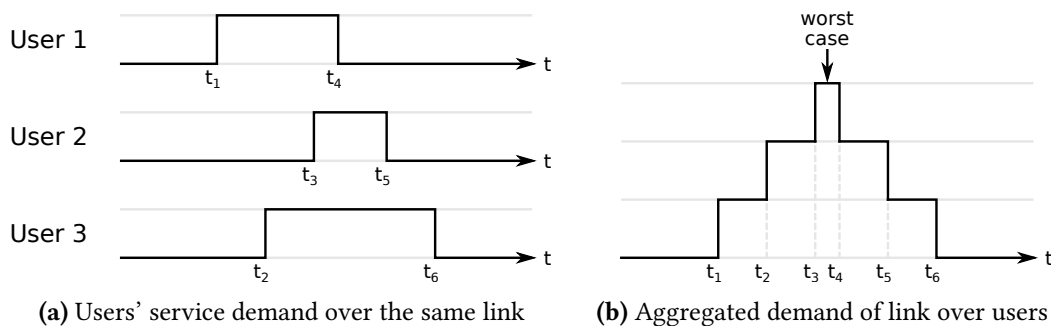 User 1
t
t1
t4
User 2
t
t3
t5
User 3
t
t2
t6
(a) Users’ service demand over the same link
worst
case
t
t1
t2
t3
t4
t5
t6
(b) Aggregated demand of link over users